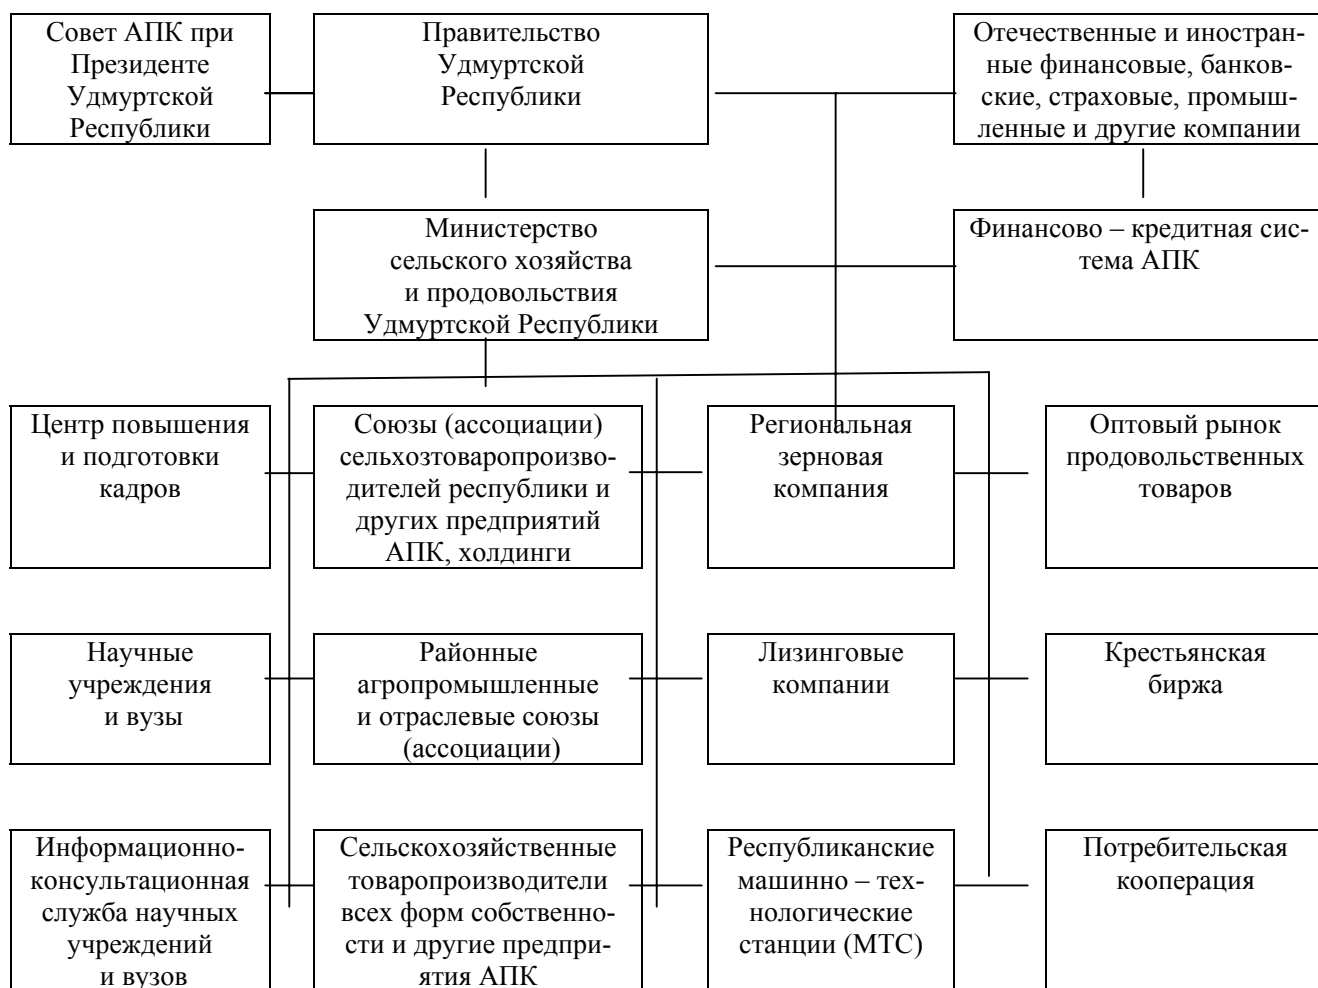 Совет АПК при
Президенте
Удмуртской
Республики
Правительство
Удмуртской
Республики
Отечественные и иностран-
ные финансовые, банков-
ские, страховые, промыш-
ленные и другие компании
Министерство
сельского хозяйства
и продовольствия
Удмуртской Республики
Финансово – кредитная сис-
тема АПК
Центр повышения
и подготовки
кадров
Союзы (ассоциации)
сельхозтоваропроизво-
дителей республики и
других предприятий
АПК, холдинги
Региональная
зерновая
компания
Оптовый рынок
продовольственных
товаров
Научные
учреждения
и вузы
Районные
агропромышленные
и отраслевые союзы
(ассоциации)
Лизинговые
компании
Крестьянская
биржа
Информационно-
консультационная
служба научных
учреждений
и вузов
Сельскохозяйственные
товаропроизводители
всех форм собственно-
сти и другие предпри-
ятия АПК
Республиканские
машинно – тех-
нологические
станции (МТС)
Потребительская
кооперация